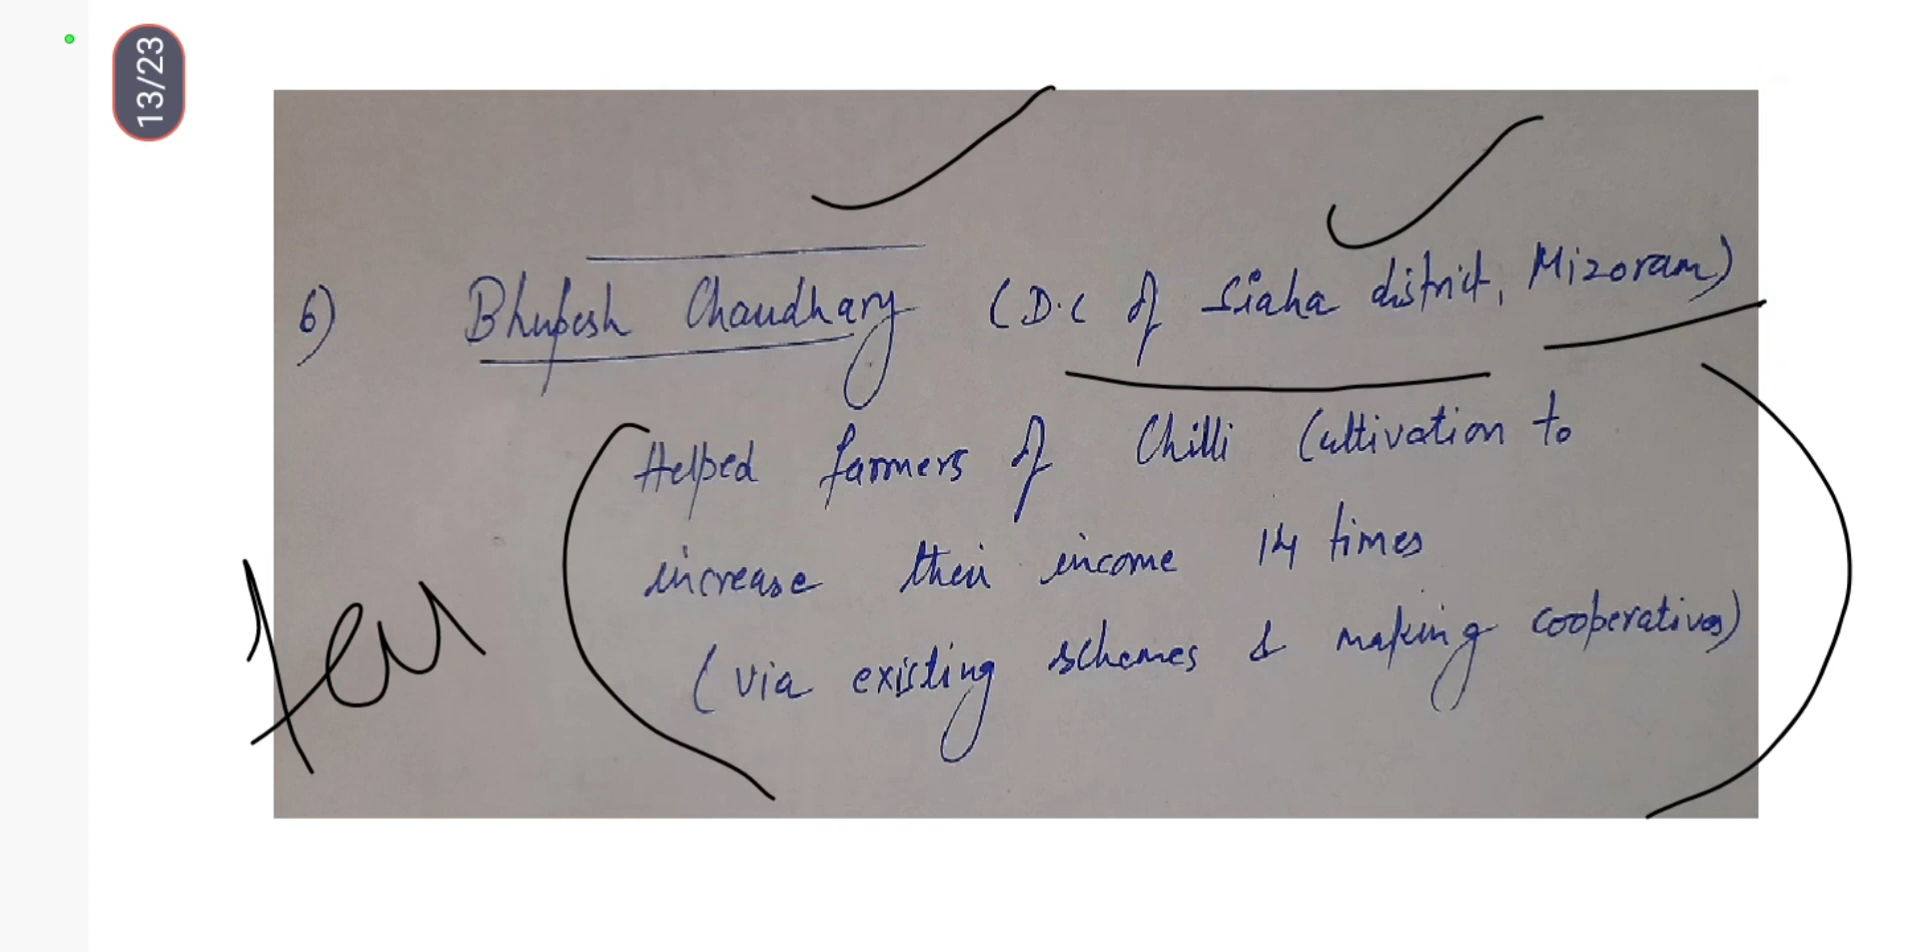 13/23
6) Bhupesh Chaudhary (D.C of Siaha district, Mizoram)
Helped farmers of Chilli Cultivation to
increase their income 14 times
(via existing schemes & making cooperatives)